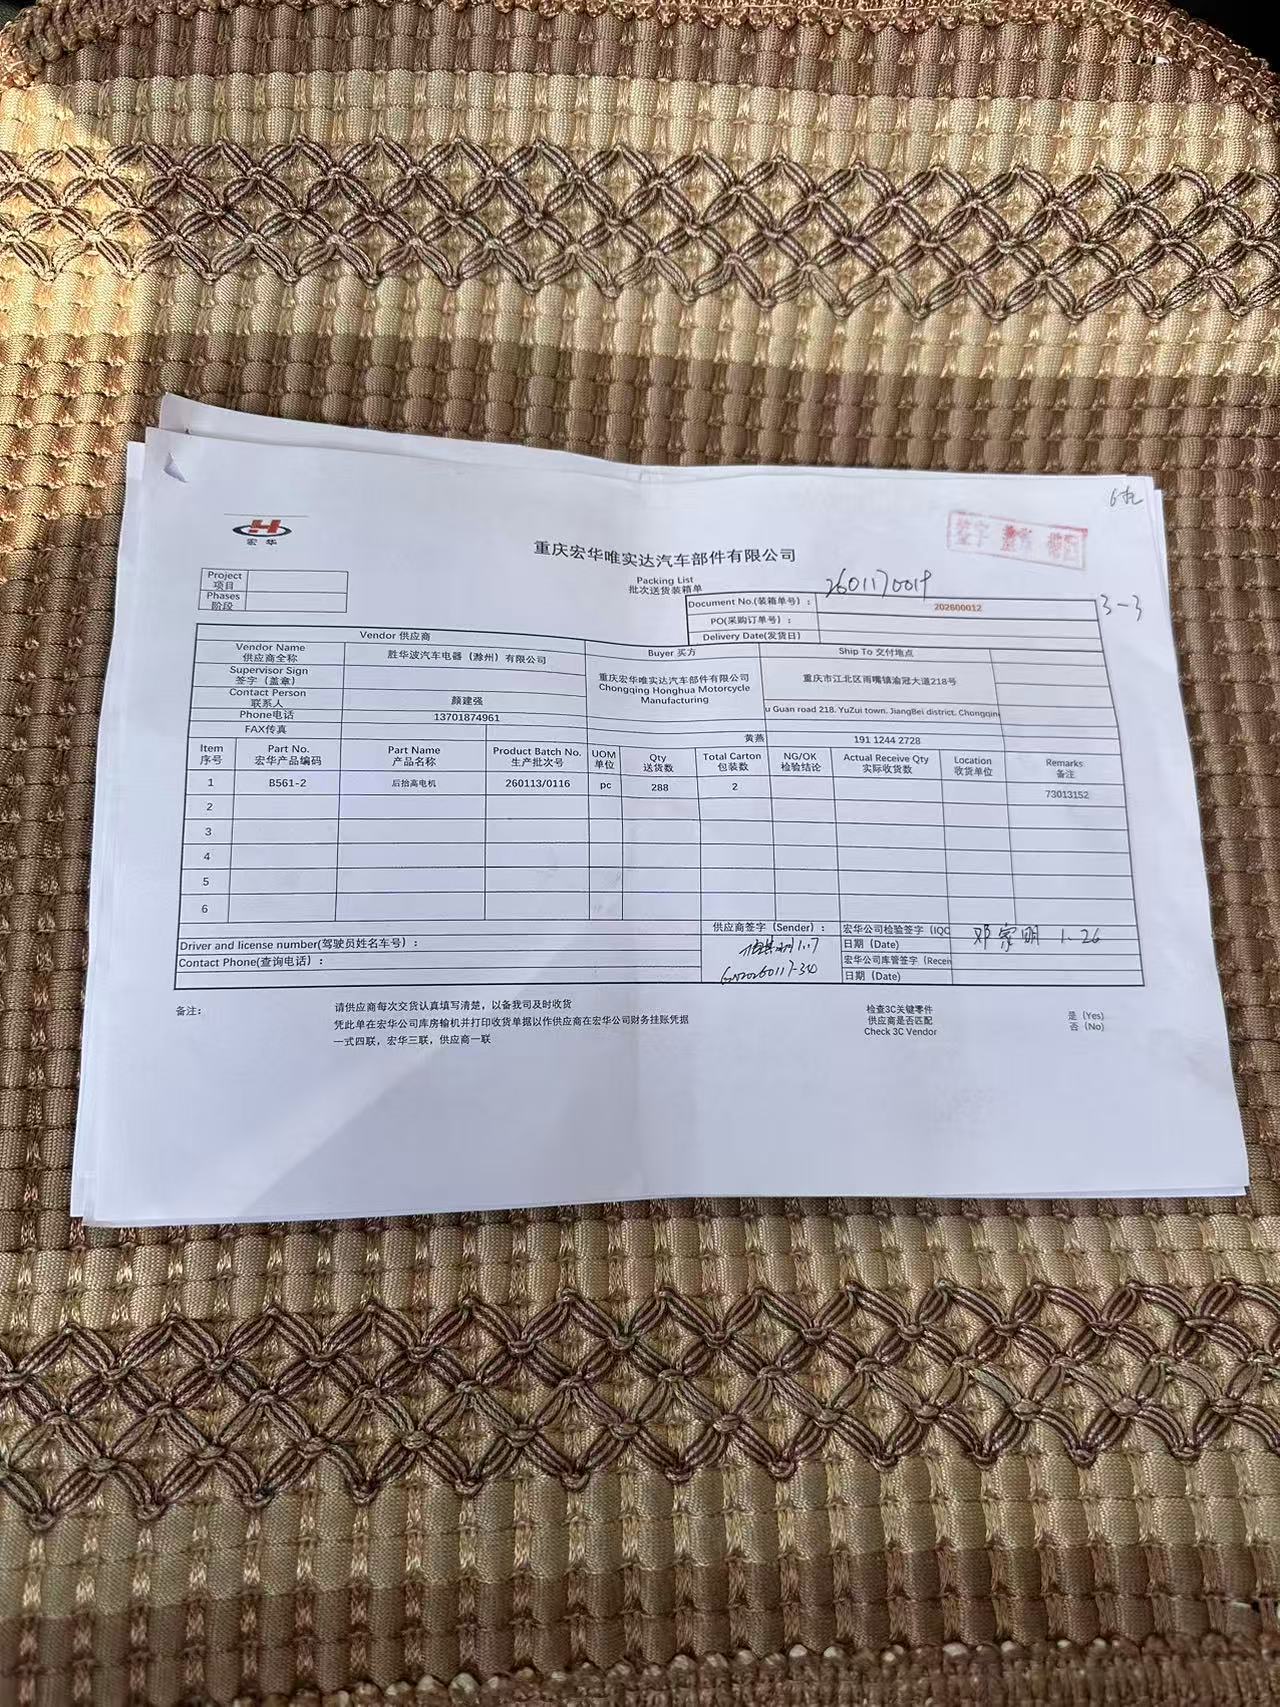 宏华
重庆宏华唯实达汽车部件有限公司
签字
Packing List
批次送货装箱单
2601170019
3-3
Project
项目
Phases
阶段
Document No.(装箱单号)： 202600012
PO(采购订单号)：
Delivery Date(发货日)
Vendor 供应商
Buyer 买方
Ship To 交付地点
Vendor Name
供应商全称
胜华波汽车电器（滁州）有限公司
Supervisor Sign
签字（盖章）
重庆宏华唯实达汽车部件有限公司
Chongqing Honghua Motorcycle
Manufacturing
重庆市江北区雨嘴镇渝冠大道218号
u Guan road 218. YuZui town. JiangBei district. Chongqin
Contact Person
联系人
颜建强
Phone电话
13701874961
FAX传真
黄燕
191 1244 2728
Item
序号
Part No.
宏华产品编码
Part Name
产品名称
Product Batch No.
生产批次号
UOM
单位
Qty
送货数
Total Carton
包装数
NG/OK
检验结论
Actual Receive Qty
实际收货数
Location
收货单位
Remarks
备注
1 B561-2 后抬高电机 260113/0116 pc 288 2 73013152
2
3
4
5
6
Driver and license number(驾驶员姓名车号)：
Contact Phone(查询电话)：
供应商签字（Sender)：
宏华公司检验签字（IQC
邓宗明 1.26
日期（Date)
宏华公司库管签字（Recei
日期（Date)
备注：
请供应商每次交货认真填写清楚，以备我司及时收货
凭此单在宏华公司库房输机并打印收货单据以作供应商在宏华公司财务挂账凭据
一式四联，宏华三联，供应商一联
检查3C关键零件
供应商是否匹配
Check 3C Vendor
是（Yes)
否（No)